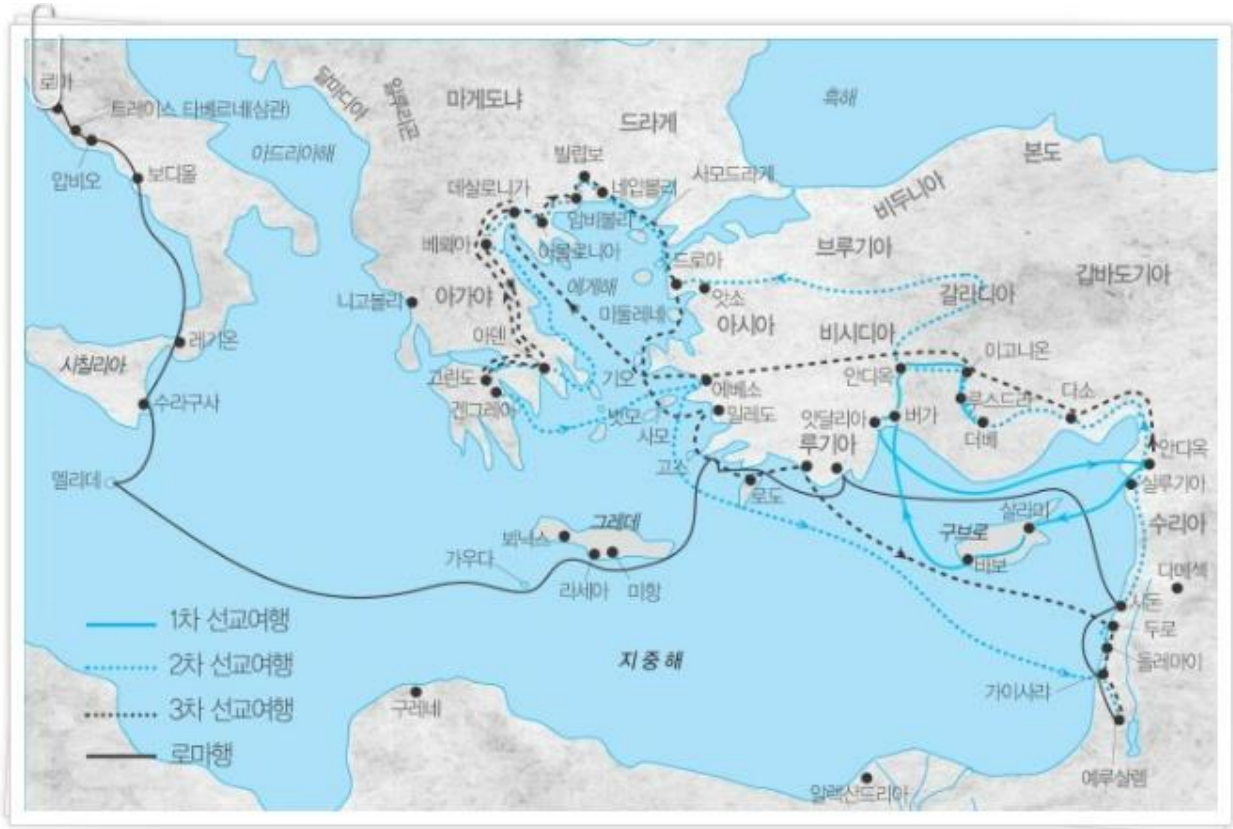 트레이스 타베르네(삼관)
압비오
보디올
아드리아해
달마디아
일루리곤
마게도냐
드라게
흑해
본도
비두니아
빌립보
네압볼리
사모드라게
데살로니가
암비볼리
아볼로니아
베뢰아
드로아
브루기아
갑바도기아
갈라디아
에게해
앗소
미둘레네
아시아
비시디아
이고니온
니고볼리
아가야
아덴
시칠리아
레기온
고린도
겐그레아
기오
에베소
안디옥
루스드라
다소
수라구사
밧모
사모
밀레도
앗달리아
버가
더베
안디옥
루기아
고스
로도
실루기아
멜리데
살라미
구브로
수리아
그레데
뵈닉스
바보
다메섹
가우다
라세아
미항
시돈
두로
돌레마이
1차 선교여행
2차 선교여행
3차 선교여행
로마행
지중해
가이사랴
구레네
예루살렘
알렉산드리아